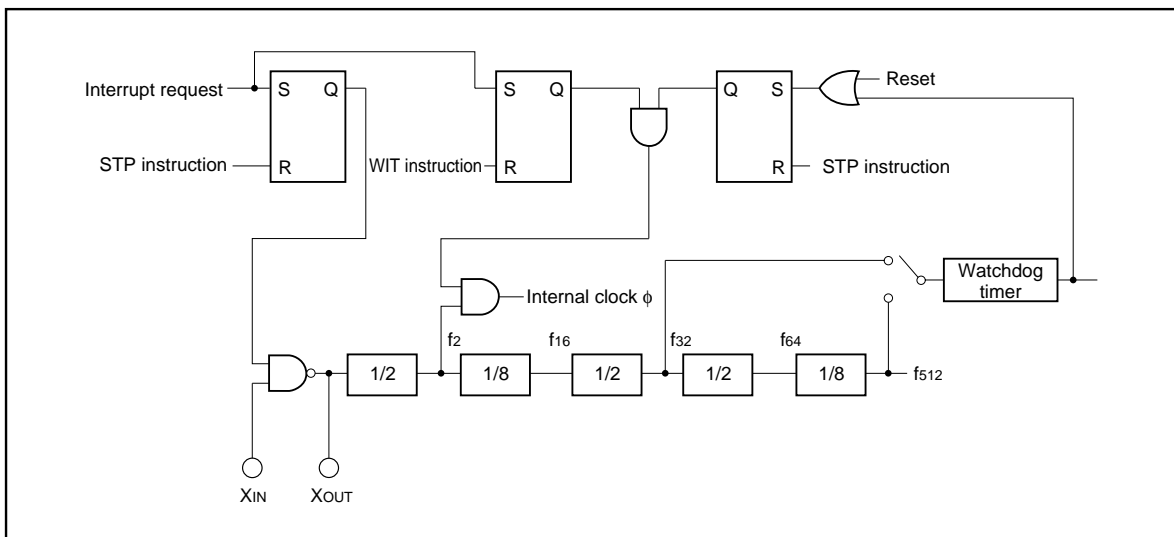 Interrupt request
S Q
S Q
Q S
Reset
STP instruction
R
WIT instruction
R
R
STP instruction
Internal clock ϕ
Watchdog
timer
f2
f16
f32
f64
1/2
1/8
1/2
1/2
1/8
f512
XIN
XOUT